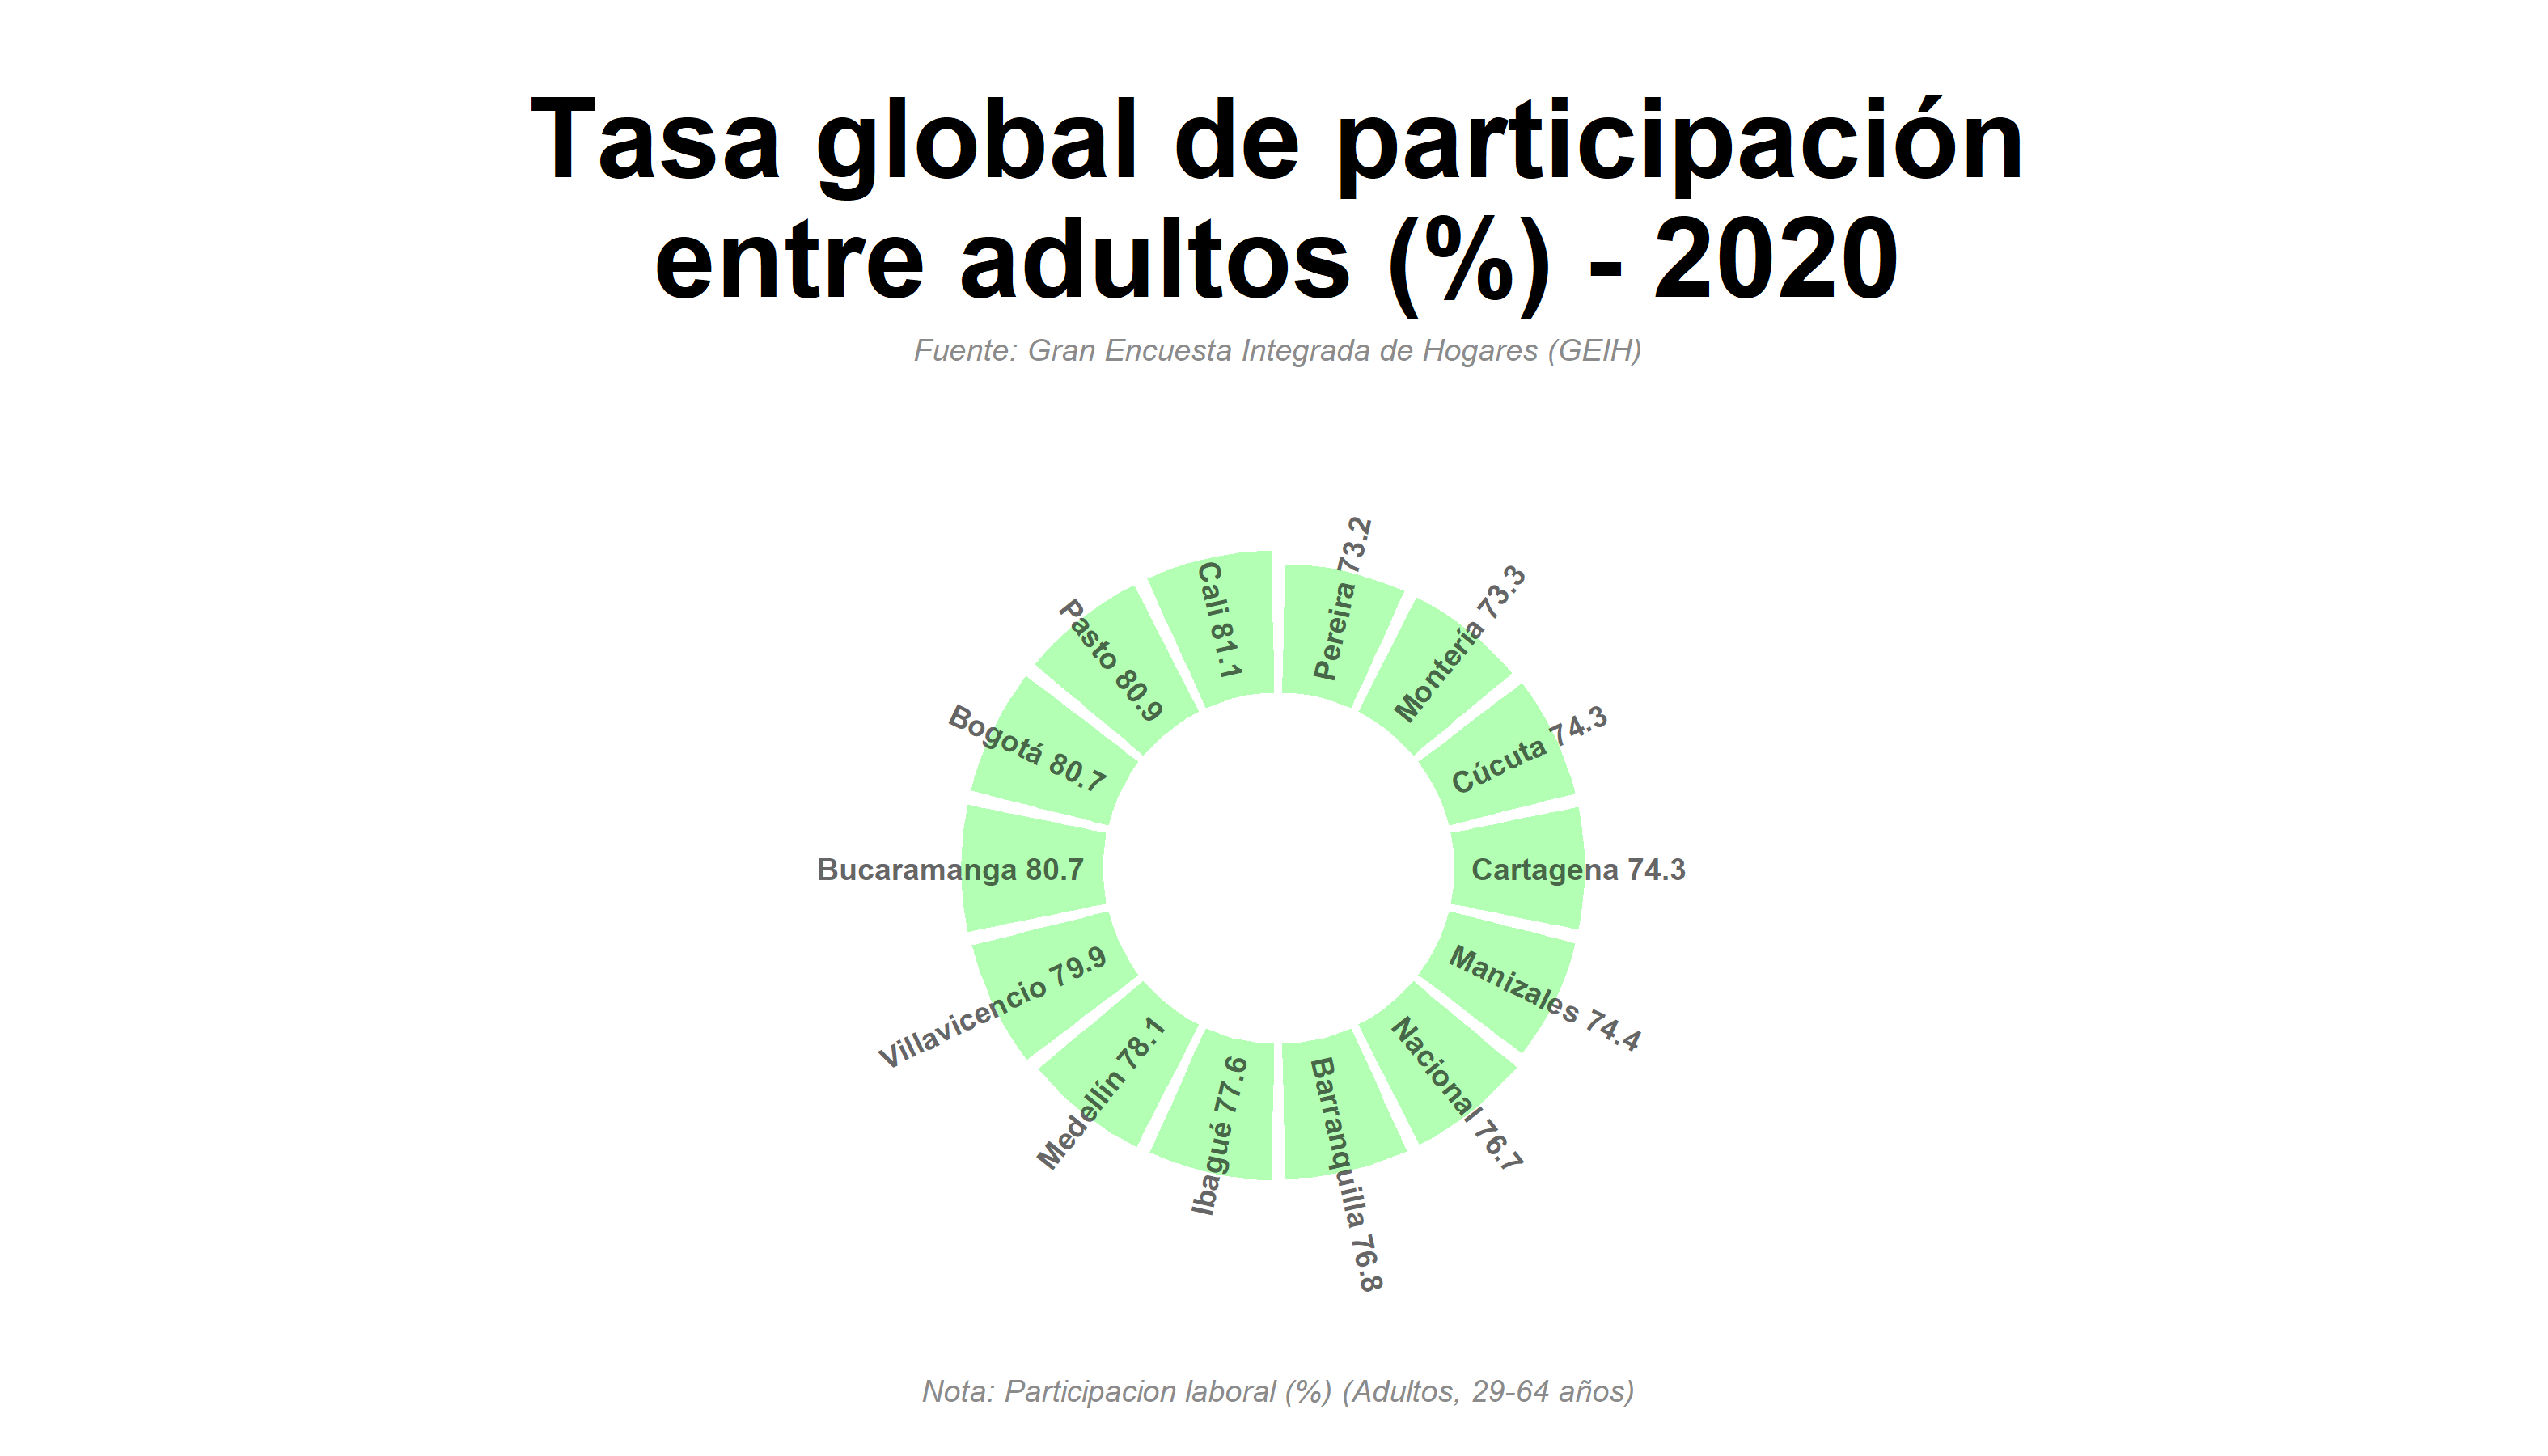 Tasa global de participación
entre adultos (%) - 2020
Fuente: Gran Encuesta Integrada de Hogares (GEIH)
Pereira 73.2
Montería 73.3
Cúcuta 74.3
Cartagena 74.3
Manizales 74.4
Nacional 76.7
Barranquilla 76.8
Ibagué 77.6
Medellín 78.1
Villavicencio 79.9
Bucaramanga 80.7
Bogotá 80.7
Pasto 80.9
Cali 81.1
Nota: Participacion laboral (%) (Adultos, 29-64 años)